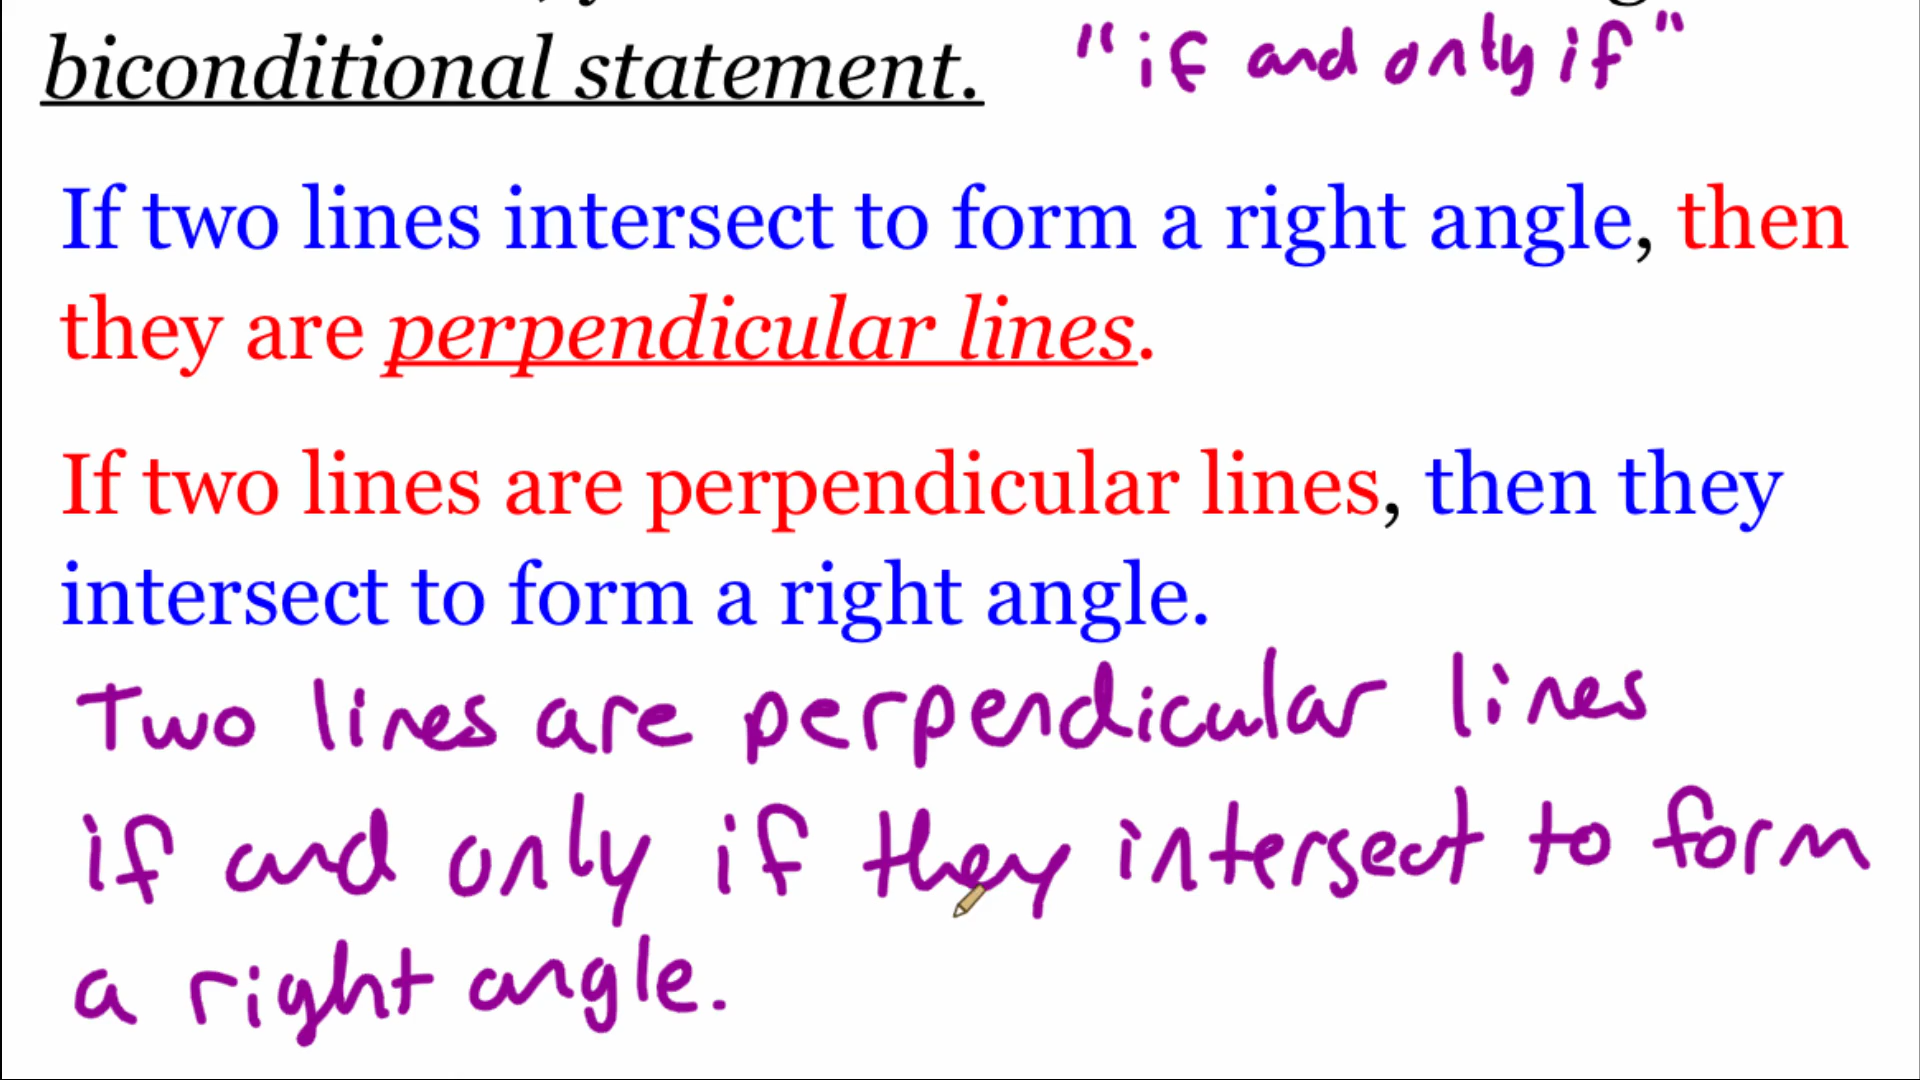 biconditional statement. "if and only if"
If two lines intersect to form a right angle, then
they are perpendicular lines.
If two lines are perpendicular lines, then they
intersect to form a right angle.
Two lines are perpendicular lines
if and only if they intersect to form
a right angle.